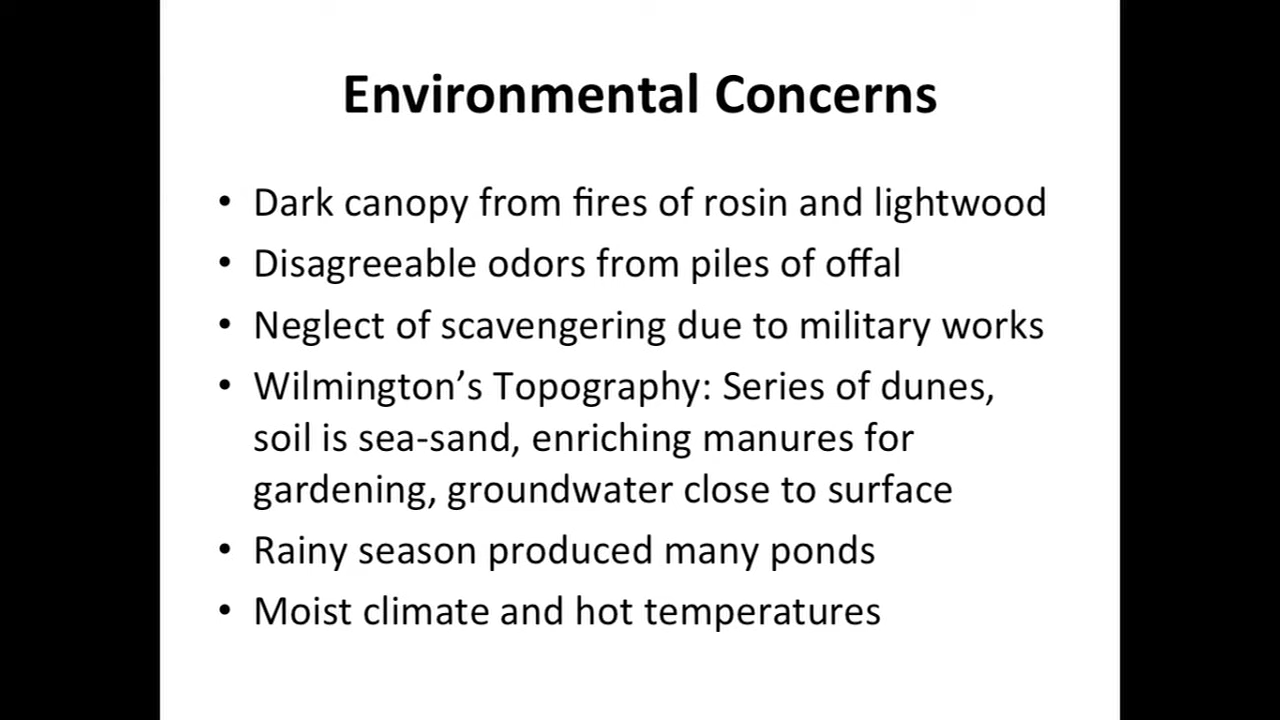 Environmental Concerns
• Dark canopy from fires of rosin and lightwood
• Disagreeable odors from piles of offal
• Neglect of scavengering due to military works
• Wilmington’s Topography: Series of dunes,
soil is sea-sand, enriching manures for
gardening, groundwater close to surface
• Rainy season produced many ponds
• Moist climate and hot temperatures